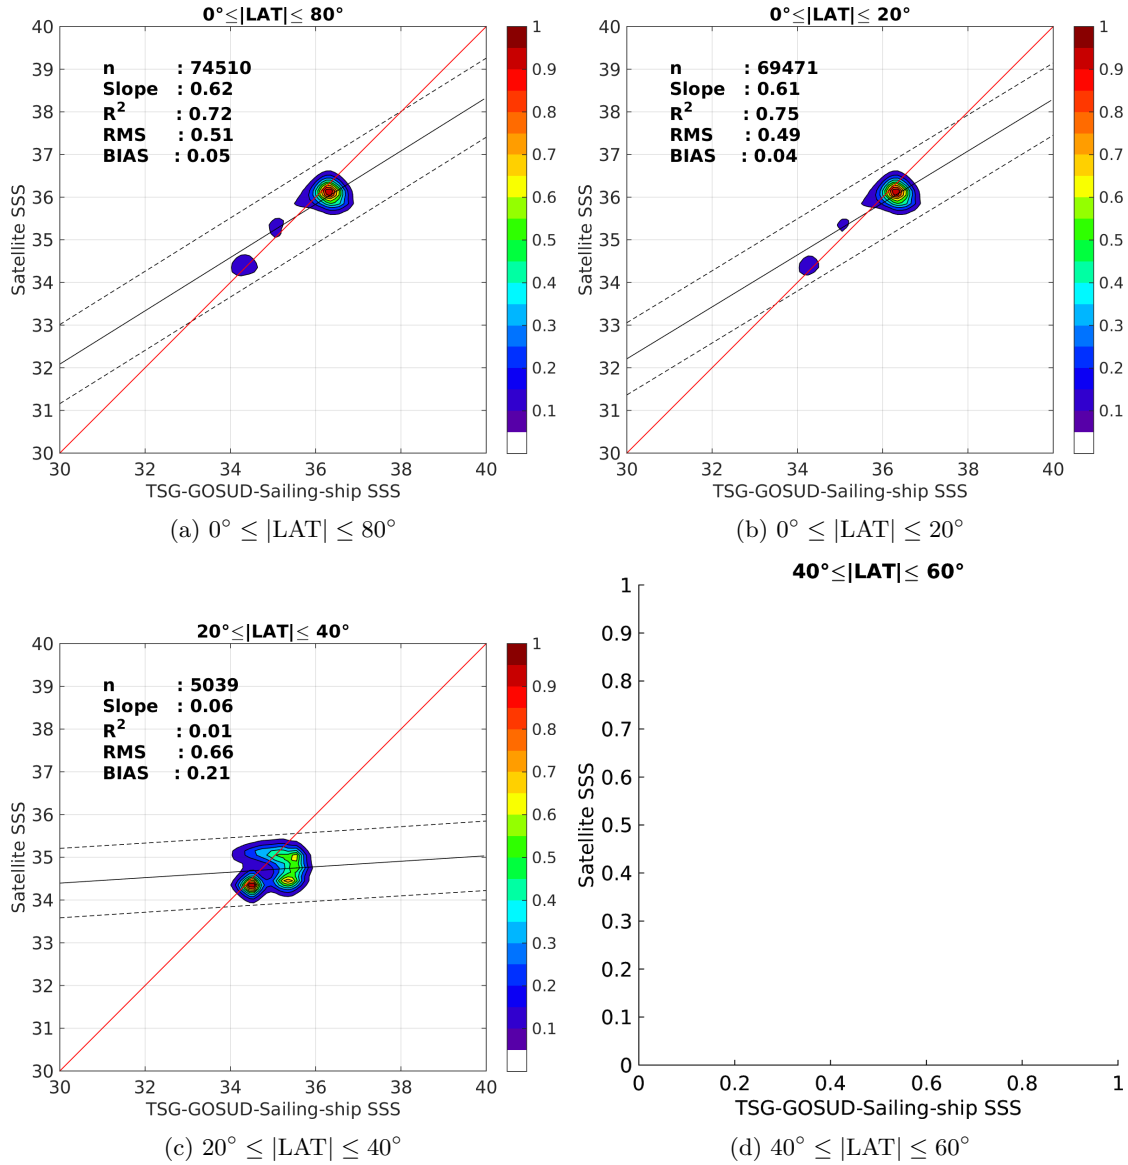 0°≤|LAT|≤ 80°
n : 74510
Slope : 0.62
R2 : 0.72
RMS : 0.51
BIAS : 0.05
40
39
38
37
36
35
34
33
32
31
30
Satellite SSS
30 32 34 36 38 40
TSG-GOSUD-Sailing-ship SSS
1
0.9
0.8
0.7
0.6
0.5
0.4
0.3
0.2
0.1
(a) 0° ≤ |LAT| ≤ 80°
0°≤|LAT|≤ 20°
n : 69471
Slope : 0.61
R2 : 0.75
RMS : 0.49
BIAS : 0.04
40
39
38
37
36
35
34
33
32
31
30
Satellite SSS
30 32 34 36 38 40
TSG-GOSUD-Sailing-ship SSS
1
0.9
0.8
0.7
0.6
0.5
0.4
0.3
0.2
0.1
(b) 0° ≤ |LAT| ≤ 20°
20°≤|LAT|≤ 40°
n : 5039
Slope : 0.06
R2 : 0.01
RMS : 0.66
BIAS : 0.21
40
39
38
37
36
35
34
33
32
31
30
Satellite SSS
30 32 34 36 38 40
TSG-GOSUD-Sailing-ship SSS
1
0.9
0.8
0.7
0.6
0.5
0.4
0.3
0.2
0.1
(c) 20° ≤ |LAT| ≤ 40°
40°≤|LAT|≤ 60°
1
0.9
0.8
0.7
0.6
0.5
0.4
0.3
0.2
0.1
0
Satellite SSS
0 0.2 0.4 0.6 0.8 1
TSG-GOSUD-Sailing-ship SSS
(d) 40° ≤ |LAT| ≤ 60°